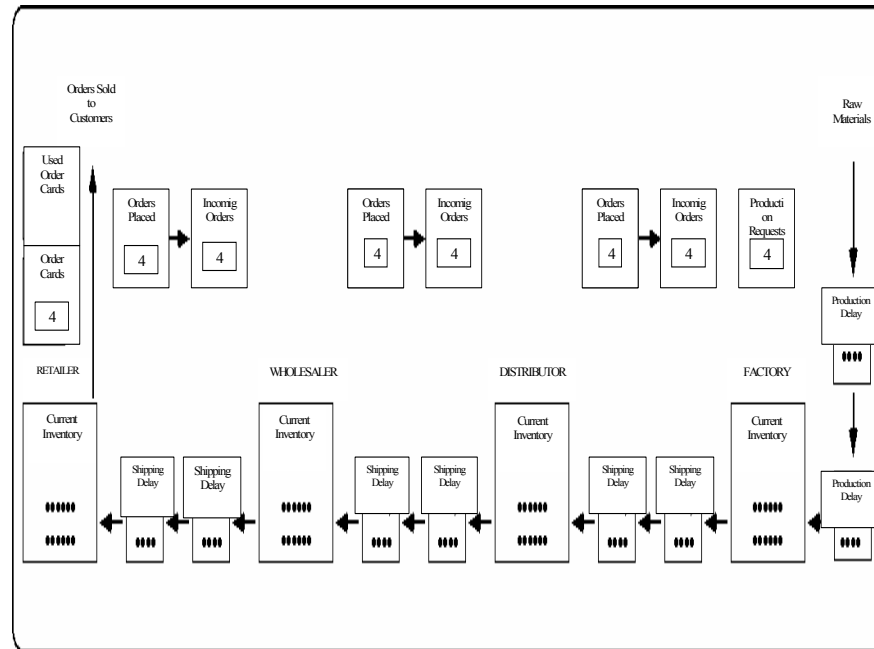 Orders Sold
to
Customers
Raw
Materials
Used
Order
Cards
Orders
Placed
4
Incomig
Orders
4
Orders
Placed
4
Incomig
Orders
4
Orders
Placed
4
Incomig
Orders
4
Producti
on
Requests
4
Order
Cards
4
Production
Delay
RETAILER
WHOLESALER
DISTRIBUTOR
FACTORY
Current
Inventory
Shipping
Delay
Shipping
Delay
Current
Inventory
Shipping
Delay
Shipping
Delay
Current
Inventory
Shipping
Delay
Shipping
Delay
Current
Inventory
Production
Delay